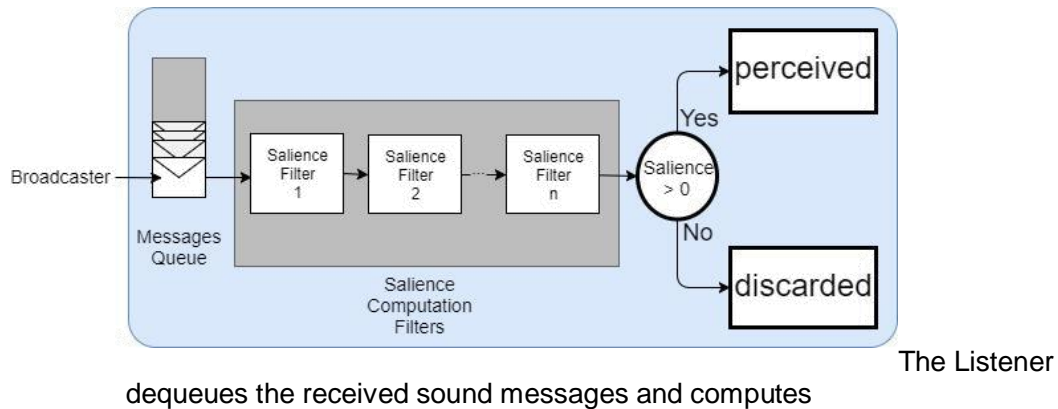 perceived
Yes
Broadcaster
Salience
Filter
1
Salience
Filter
2
Salience
Filter
n
Salience
> 0
No
Messages
Queue
Salience
Computation
Filters
discarded
The Listener
dequeues the received sound messages and computes